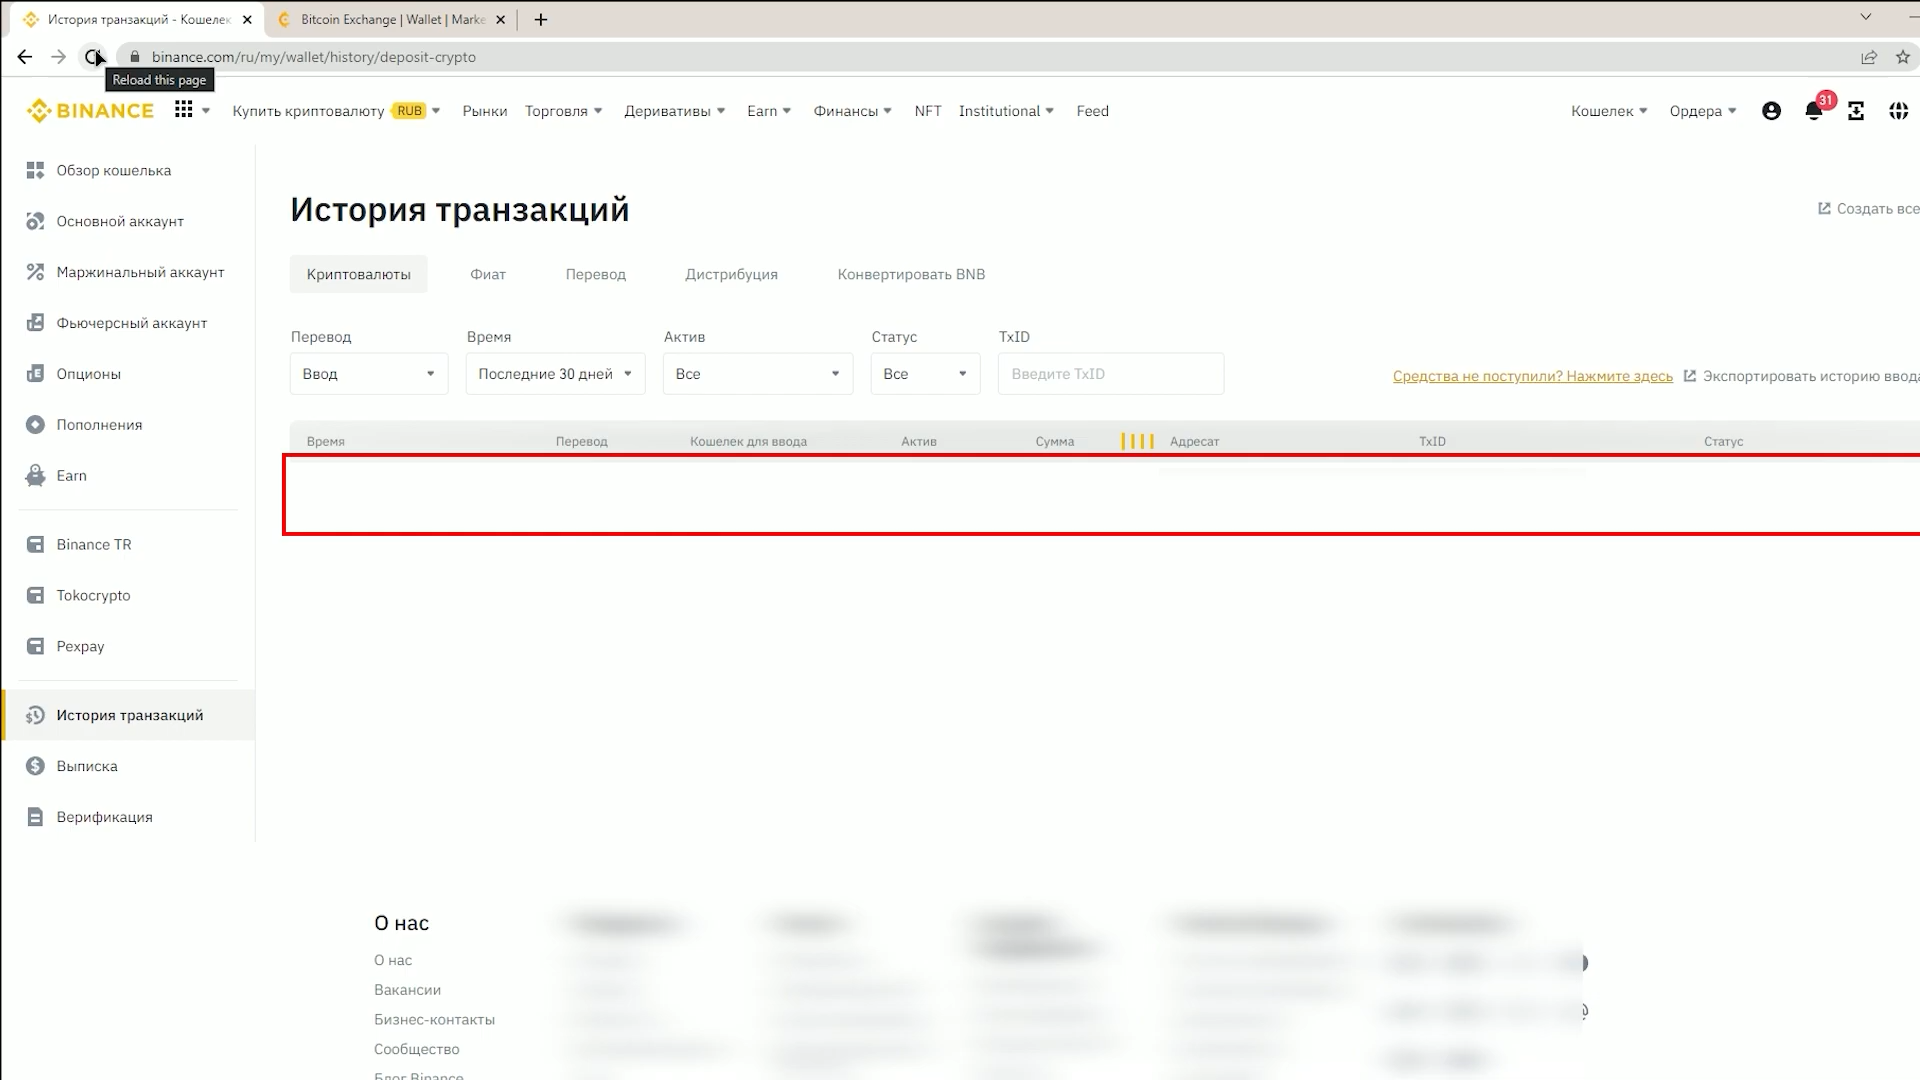 История транзакций - Кошелек
Bitcoin Exchange | Wallet | Marke
binance.com/ru/my/wallet/history/deposit-crypto
Reload this page
BINANCE
Купить криптовалюту RUB
Рынки
Торговля
Деривативы
Earn
Финансы
NFT
Institutional
Feed
Кошелек
Ордера
31
Обзор кошелька
Основной аккаунт
Маржинальный аккаунт
Фьючерсный аккаунт
Опционы
Пополнения
Earn
Binance TR
Tokocrypto
Pexpay
История транзакций
Выписка
Верификация
История транзакций
Создать все
Криптовалюты
Фиат
Перевод
Дистрибуция
Конвертировать BNB
Перевод
Время
Актив
Статус
TxID
Ввод
Последние 30 дней
Все
Все
Введите TxID
Средства не поступили? Нажмите здесь
Экспортировать историю ввода
Время
Перевод
Кошелек для ввода
Актив
Сумма
Адресат
TxID
Статус
О нас
О нас
Вакансии
Бизнес-контакты
Сообщество
Блог Binance